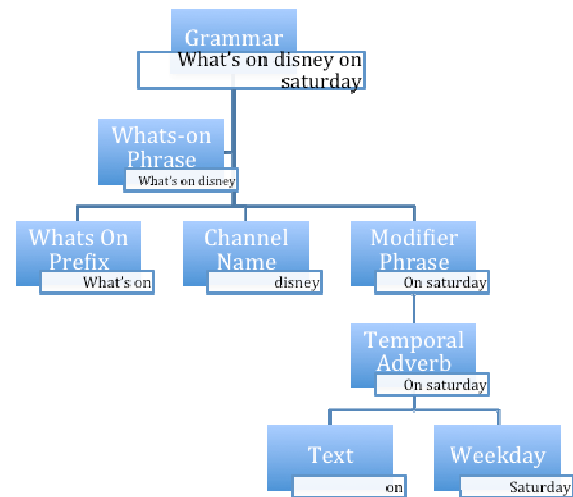 Grammar
What's on disney on
saturday
Whats-on
Phrase
What's on disney
Whats On
Prefix
What's on
Channel
Name
disney
Modifier
Phrase
On saturday
Temporal
Adverb
On saturday
Text
on
Weekday
Saturday